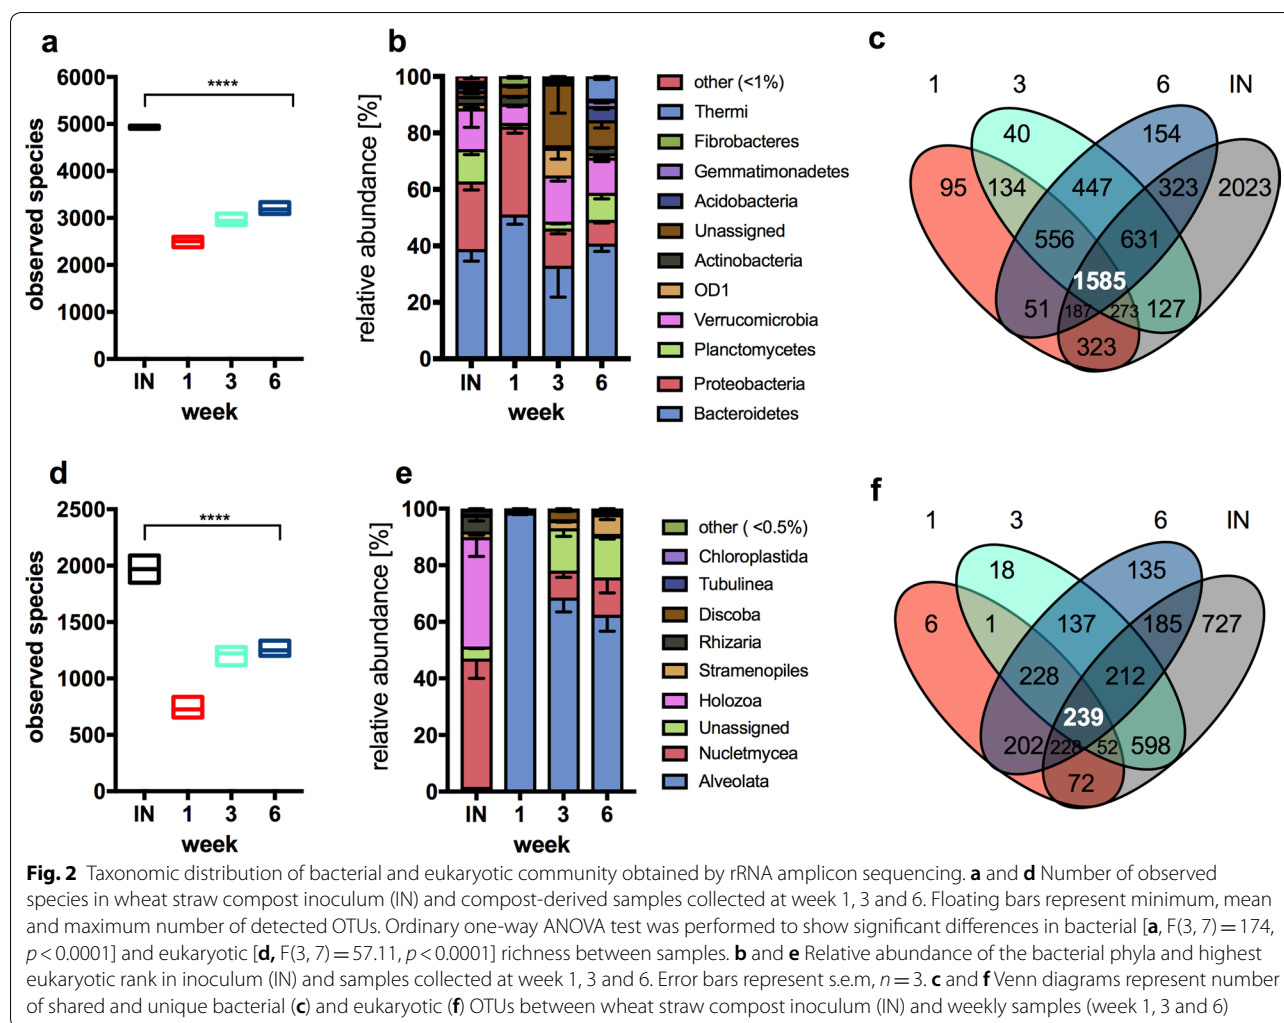 a
observed species
6000
5000
4000
3000
2000
1000
0
****
IN 1 3 6
week
b
relative abundance [%]
100
80
60
40
20
0
IN 1 3 6
week
other (<1%)
Thermi
Fibrobacteres
Gemmatimonadetes
Acidobacteria
Unassigned
Actinobacteria
OD1
Verrucomicrobia
Planctomycetes
Proteobacteria
Bacteroidetes
c
1 3 6 IN
40 154
95 134 447 323 2023
556 631
1585
51 187 273 127
323
d
observed species
2500
2000
1500
1000
500
0
****
IN 1 3 6
week
e
relative abundance [%]
100
80
60
40
20
0
IN 1 3 6
week
other ( <0.5%)
Chloroplastida
Tubulinea
Discoba
Rhizaria
Stramenopiles
Holozoa
Unassigned
Nucletmycea
Alveolata
f
1 3 6 IN
18 135
6 1 137 185 727
228 212
239
202 228 52 598
72
Fig. 2 Taxonomic distribution of bacterial and eukaryotic community obtained by rRNA amplicon sequencing. a and d Number of observed
species in wheat straw compost inoculum (IN) and compost-derived samples collected at week 1, 3 and 6. Floating bars represent minimum, mean
and maximum number of detected OTUs. Ordinary one-way ANOVA test was performed to show significant differences in bacterial [a, F(3, 7) = 174,
p < 0.0001] and eukaryotic [d, F(3, 7) = 57.11, p < 0.0001] richness between samples. b and e Relative abundance of the bacterial phyla and highest
eukaryotic rank in inoculum (IN) and samples collected at week 1, 3 and 6. Error bars represent s.e.m, n = 3. c and f Venn diagrams represent number
of shared and unique bacterial (c) and eukaryotic (f) OTUs between wheat straw compost inoculum (IN) and weekly samples (week 1, 3 and 6)